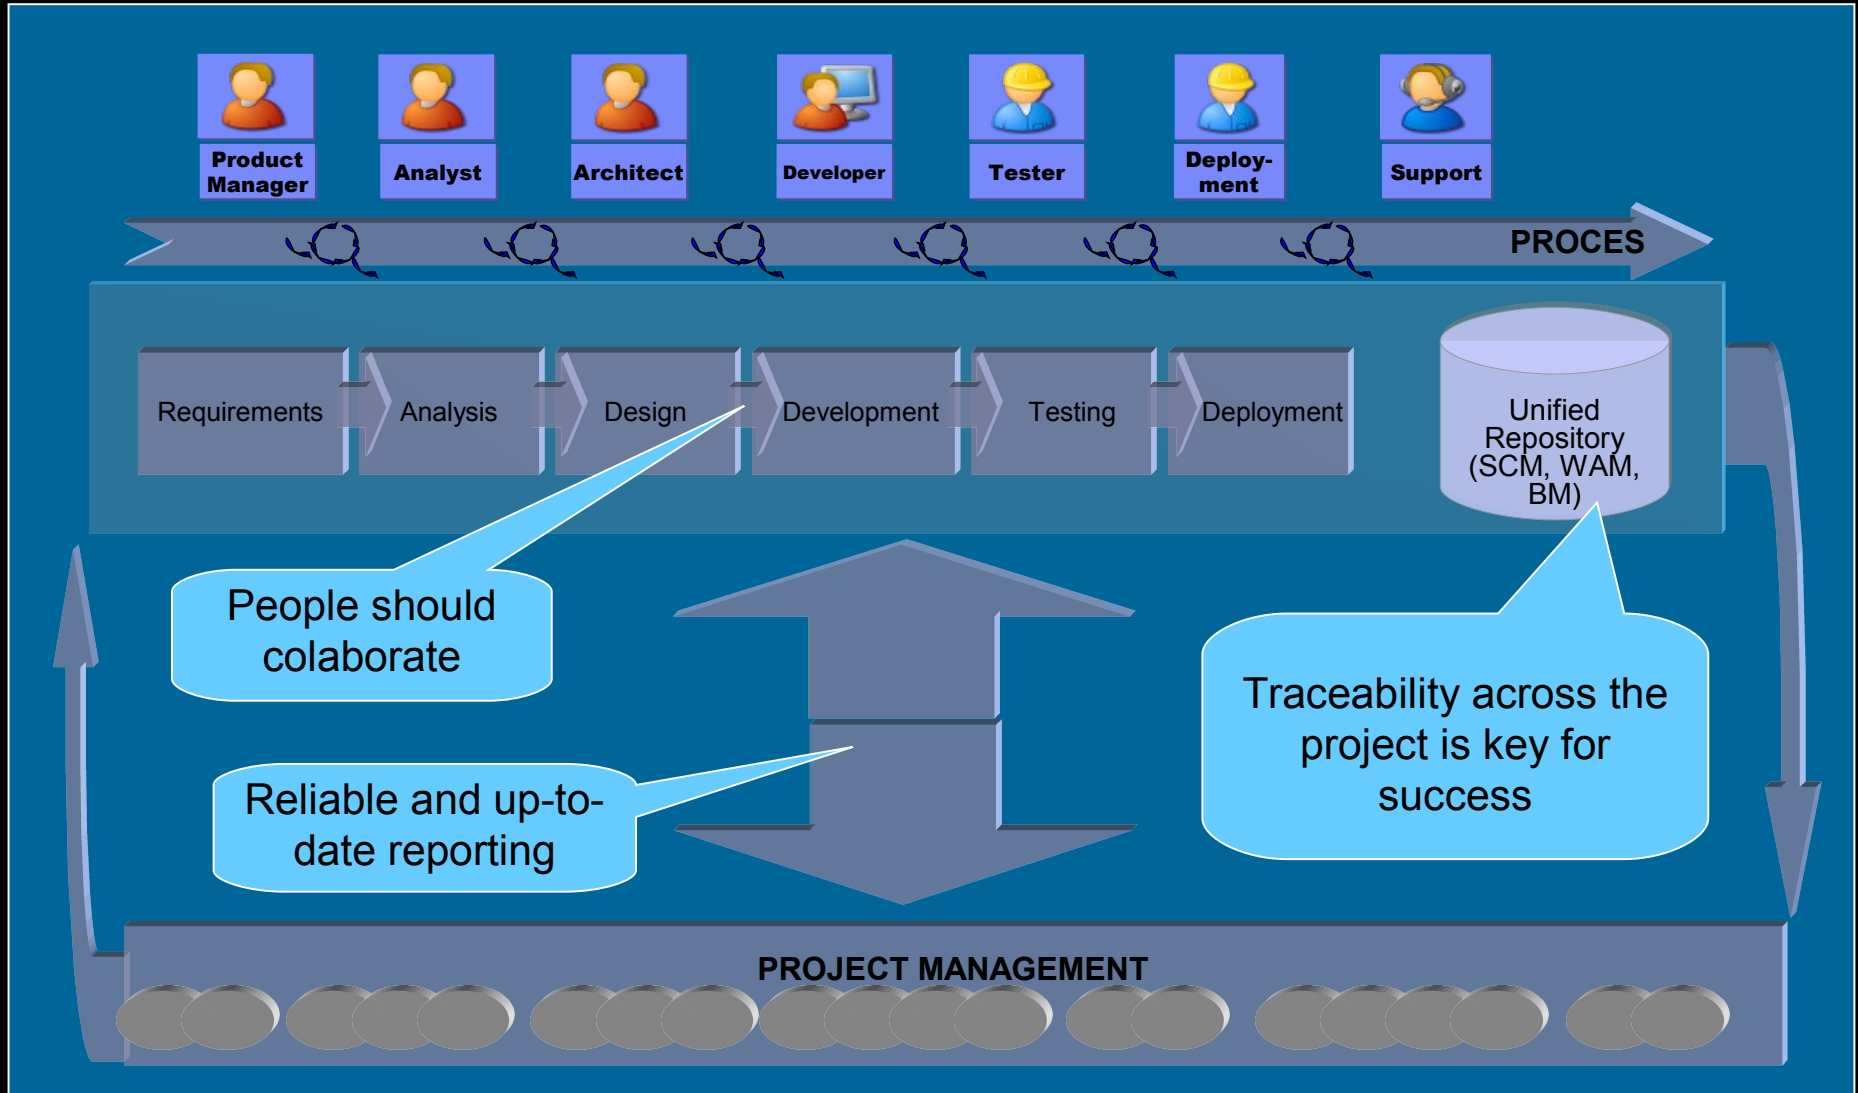 Product
Manager
Analyst
Architect
Developer
Tester
Deploy-
ment
Support
PROCES
Requirements
Analysis
Design
Development
Testing
Deployment
Unified
Repository
(SCM, WAM,
BM)
People should
colaborate
Traceability across the
project is key for
success
Reliable and up-to-
date reporting
PROJECT MANAGEMENT